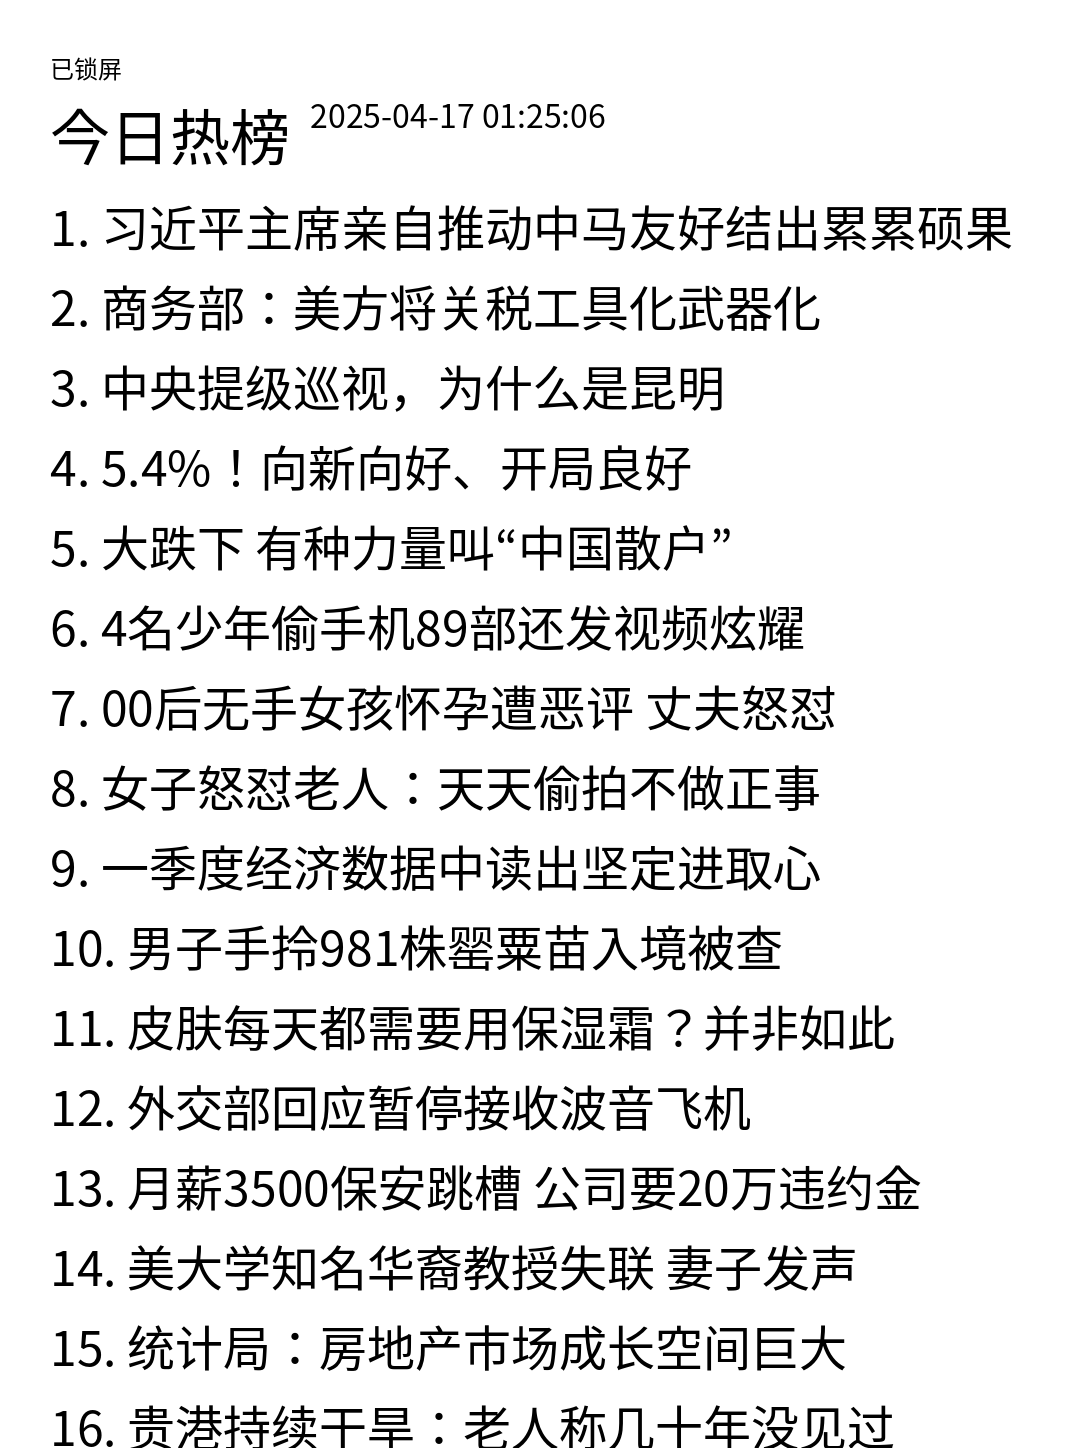 已锁屏
今日热榜 2025-04-17 01:25:06
1. 习近平主席亲自推动中马友好结出累累硕果
2. 商务部：美方将关税工具化武器化
3. 中央提级巡视，为什么是昆明
4. 5.4%！向新向好、开局良好
5. 大跌下 有种力量叫“中国散户”
6. 4名少年偷手机89部还发视频炫耀
7. 00后无手女孩怀孕遭恶评 丈夫怒怼
8. 女子怒怼老人：天天偷拍不做正事
9. 一季度经济数据中读出坚定进取心
10. 男子手拎981株罂粟苗入境被查
11. 皮肤每天都需要用保湿霜？并非如此
12. 外交部回应暂停接收波音飞机
13. 月薪3500保安跳槽 公司要20万违约金
14. 美大学知名华裔教授失联 妻子发声
15. 统计局：房地产市场成长空间巨大
16. 贵港持续干旱：老人称几十年没见过